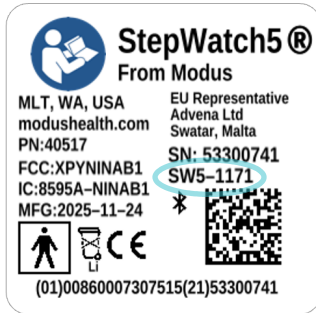 StepWatch5®
From Modus
MLT, WA, USA
modushealth.com
PN:40517
FCC:XPYNINAB1
IC:8595A–NINAB1
MFG:2025–11–24
EU Representative
Advena Ltd
Swatar, Malta
SN: 53300741
SW5–1171
Li
CE
(01)00860007307515(21)53300741